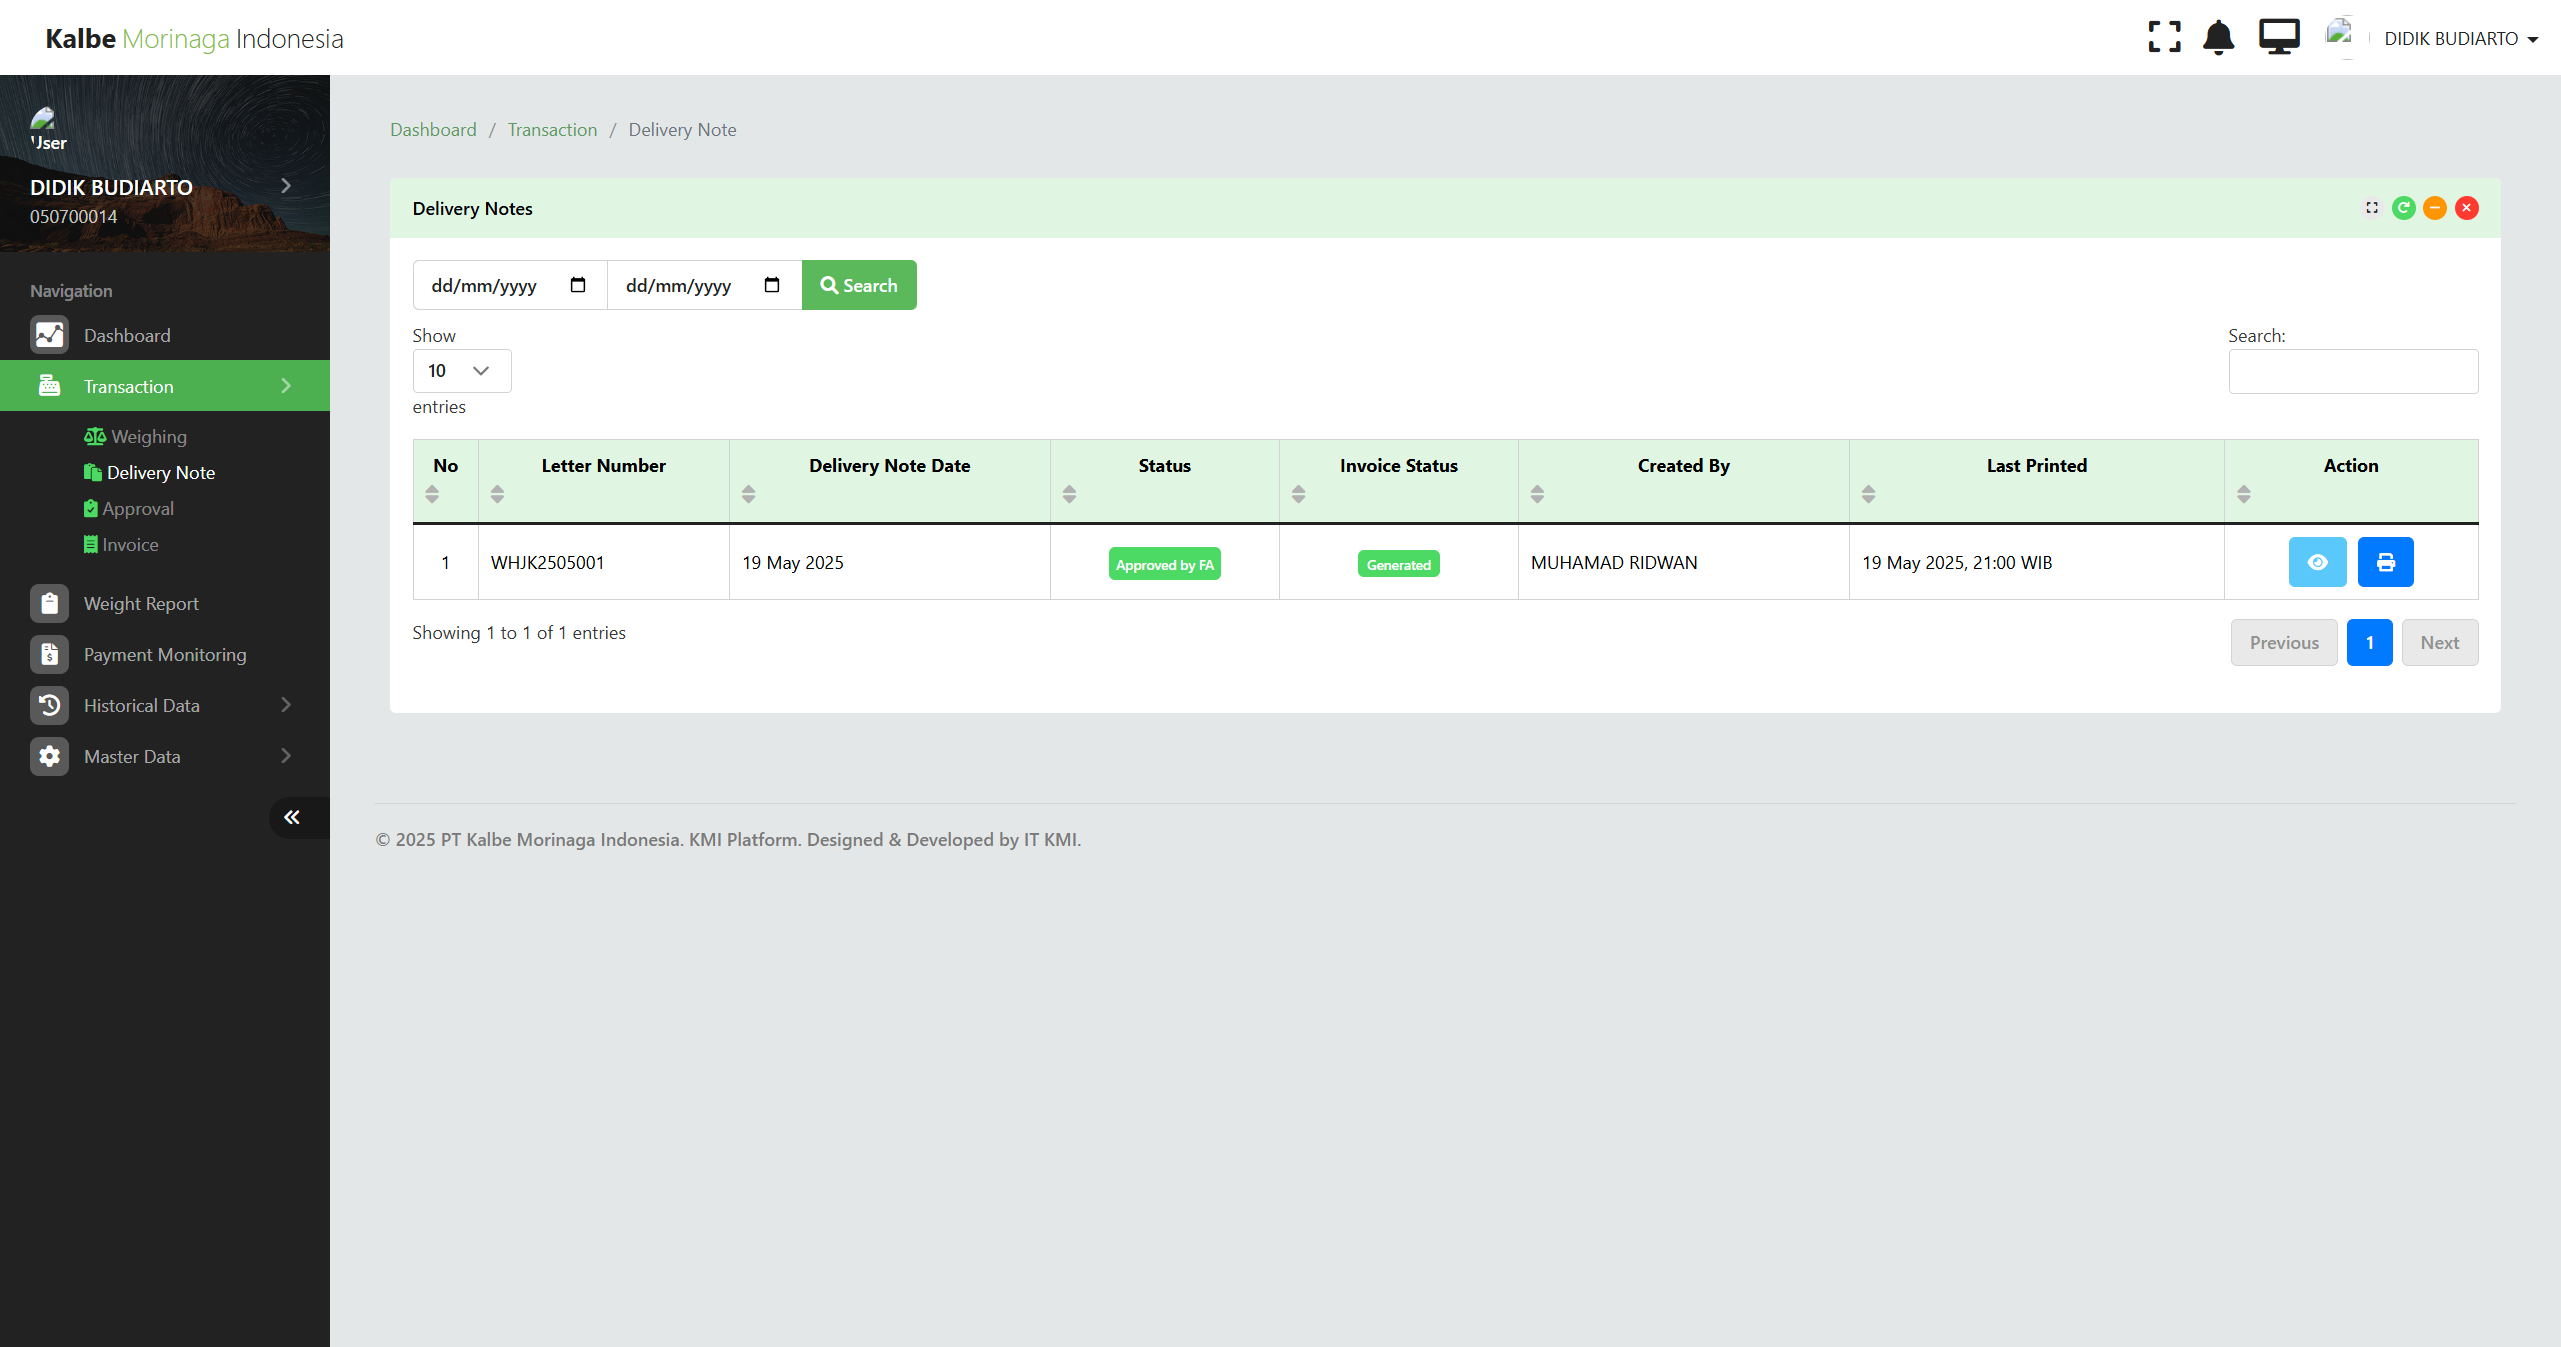 Kalbe Morinaga Indonesia
DIDIK BUDIARTO
User
DIDIK BUDIARTO
050700014
Navigation
Dashboard
Transaction
Weighing
Delivery Note
Approval
Invoice
Weight Report
Payment Monitoring
Historical Data
Master Data
Dashboard / Transaction / Delivery Note
Delivery Notes
dd/mm/yyyy dd/mm/yyyy Search
Show
10
entries
Search:
No Letter Number Delivery Note Date Status Invoice Status Created By Last Printed Action
1 WHJK2505001 19 May 2025 Approved by FA Generated MUHAMAD RIDWAN 19 May 2025, 21:00 WIB
Showing 1 to 1 of 1 entries
Previous 1 Next
© 2025 PT Kalbe Morinaga Indonesia. KMI Platform. Designed & Developed by IT KMI.